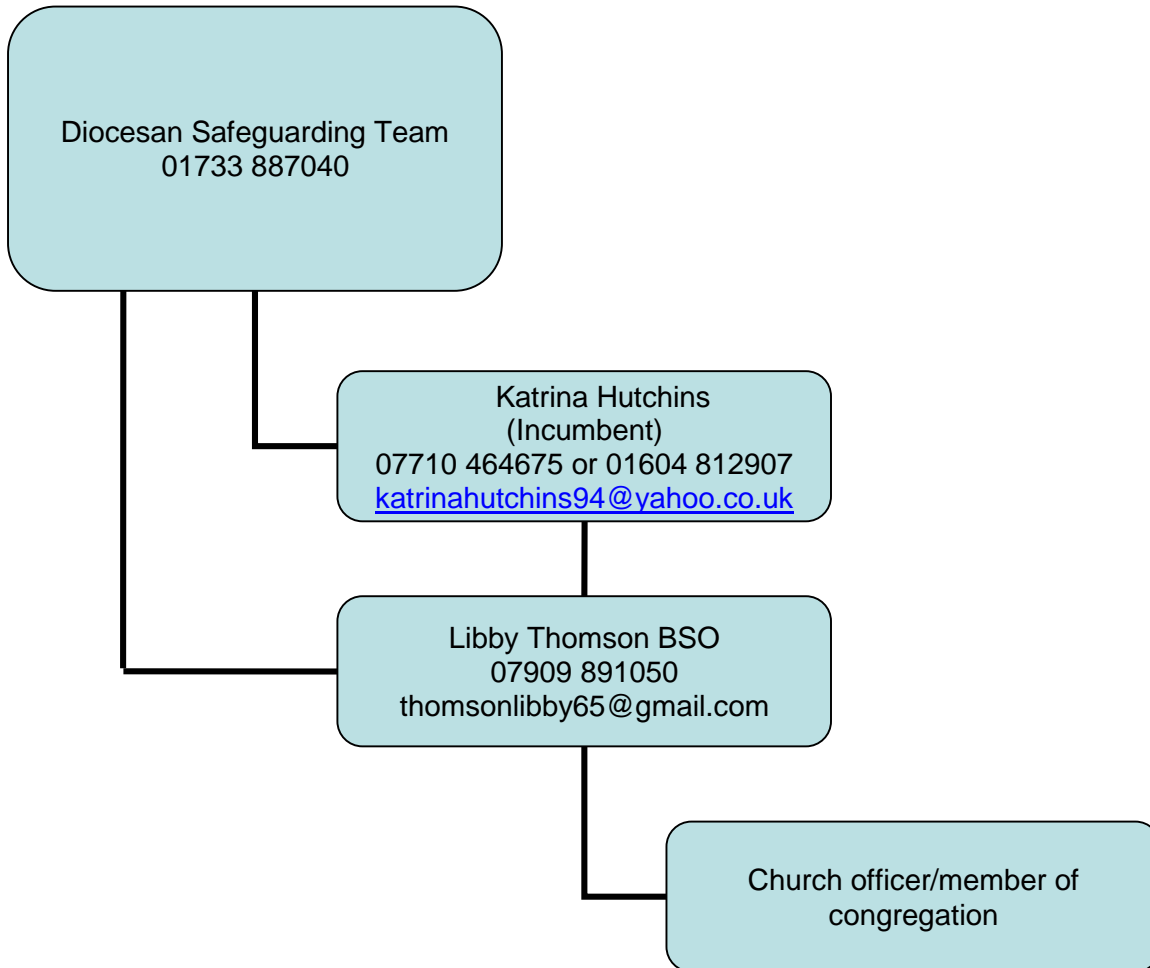 Diocesan Safeguarding Team
01733 887040
Katrina Hutchins
(Incumbent)
07710 464675 or 01604 812907
katrinahutchins94@yahoo.co.uk
Libby Thomson BSO
07909 891050
thomsonlibby65@gmail.com
Church officer/member of
congregation